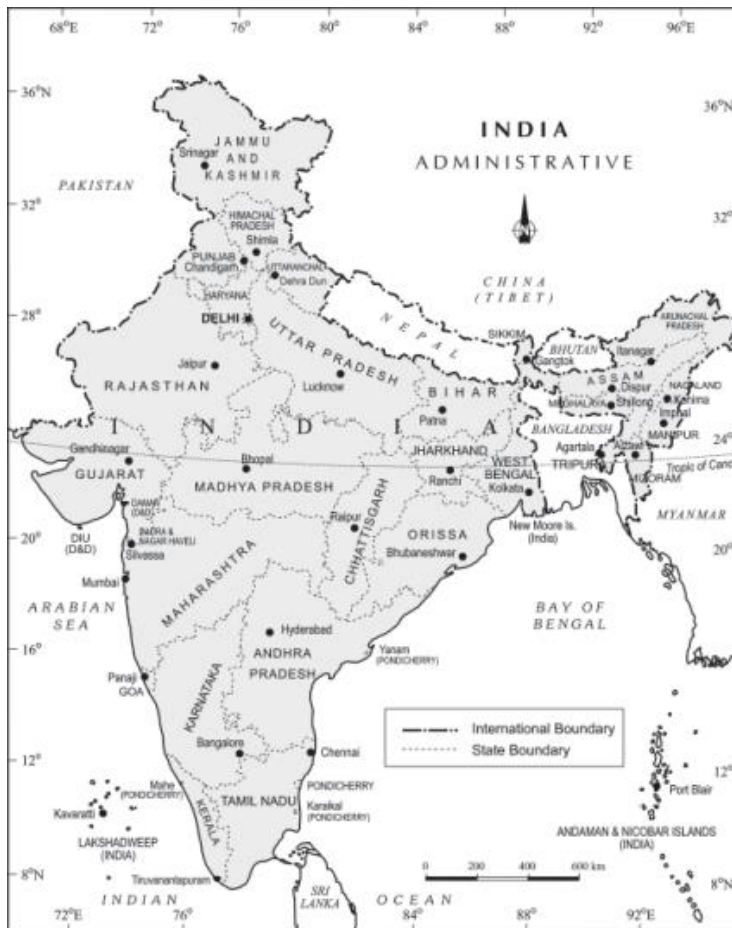 68°E
72°
76°
80°
84°
88°
92°
96°E
36°N
36°N
INDIA
ADMINISTRATIVE
JAMMU
AND
KASHMIR
Srinagar
PAKISTAN
32°
32°
N
HIMACHAL
PRADESH
Shimla
PUNJAB
Chandigarh
UTTARANCHAL
Dehra Dun
CHINA
(TIBET)
HARYANA
28°
28°
DELHI
NEPAL
SIKKIM
Gangtok
BHUTAN
ARUNACHAL
PRADESH
Itanagar
UTTAR PRADESH
Jaipur
RAJASTHAN
Lucknow
BIHAR
Patna
ASSAM
Dispur
NAGALAND
Kohima
MEGHALAYA
Shillong
Imphal
MANIPUR
INDIA
BANGLADESH
24°
24°
Gandhinagar
GUJARAT
Bhopal
MADHYA PRADESH
JHARKHAND
Ranchi
WEST
BENGAL
Kolkata
Agartala
TRIPURA
Aizawl
MIZORAM
Tropic of Canc
MYANMAR
DAMAN
(D&D)
DIU
(D&D)
DADRA &
NAGAR HAVELI
Silvassa
Raipur
CHHATTISGARH
ORISSA
Bhubaneshwar
New Moore Is.
(India)
20°
20°
Mumbai
MAHARASHTRA
ARABIAN
SEA
BAY OF
BENGAL
Hyderabad
ANDHRA
PRADESH
Yanam
(PONDICHERRY)
16°
16°
Panaji
GOA
KARNATAKA
International Boundary
State Boundary
Bangalore
Chennai
12°
12°
Mahe
(PONDICHERRY)
PONDICHERRY
TAMIL NADU
Karaikal
(PONDICHERRY)
KERALA
Kavaratti
LAKSHADWEEP
(INDIA)
Port Blair
ANDAMAN & NICOBAR ISLANDS
(INDIA)
Tiruvanantapuram
0
200
400
600 km
8°N
8°N
INDIAN
SRI
LANKA
OCEAN
72°E
76°
84°
88°
92°E